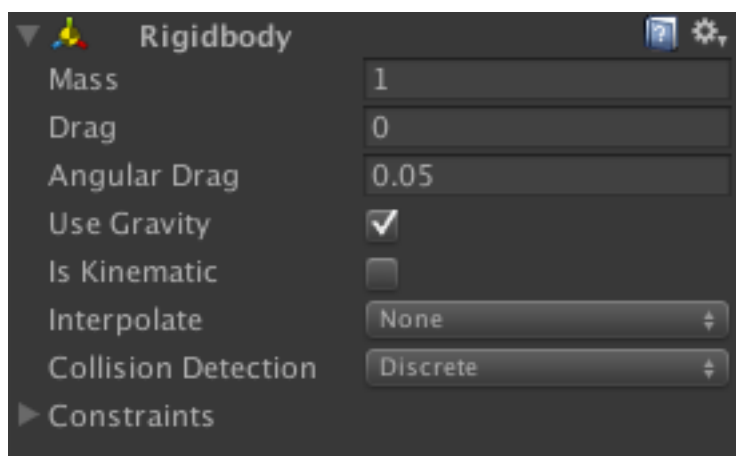 Rigidbody
Mass 1
Drag 0
Angular Drag 0.05
Use Gravity
Is Kinematic
Interpolate None
Collision Detection Discrete
Constraints